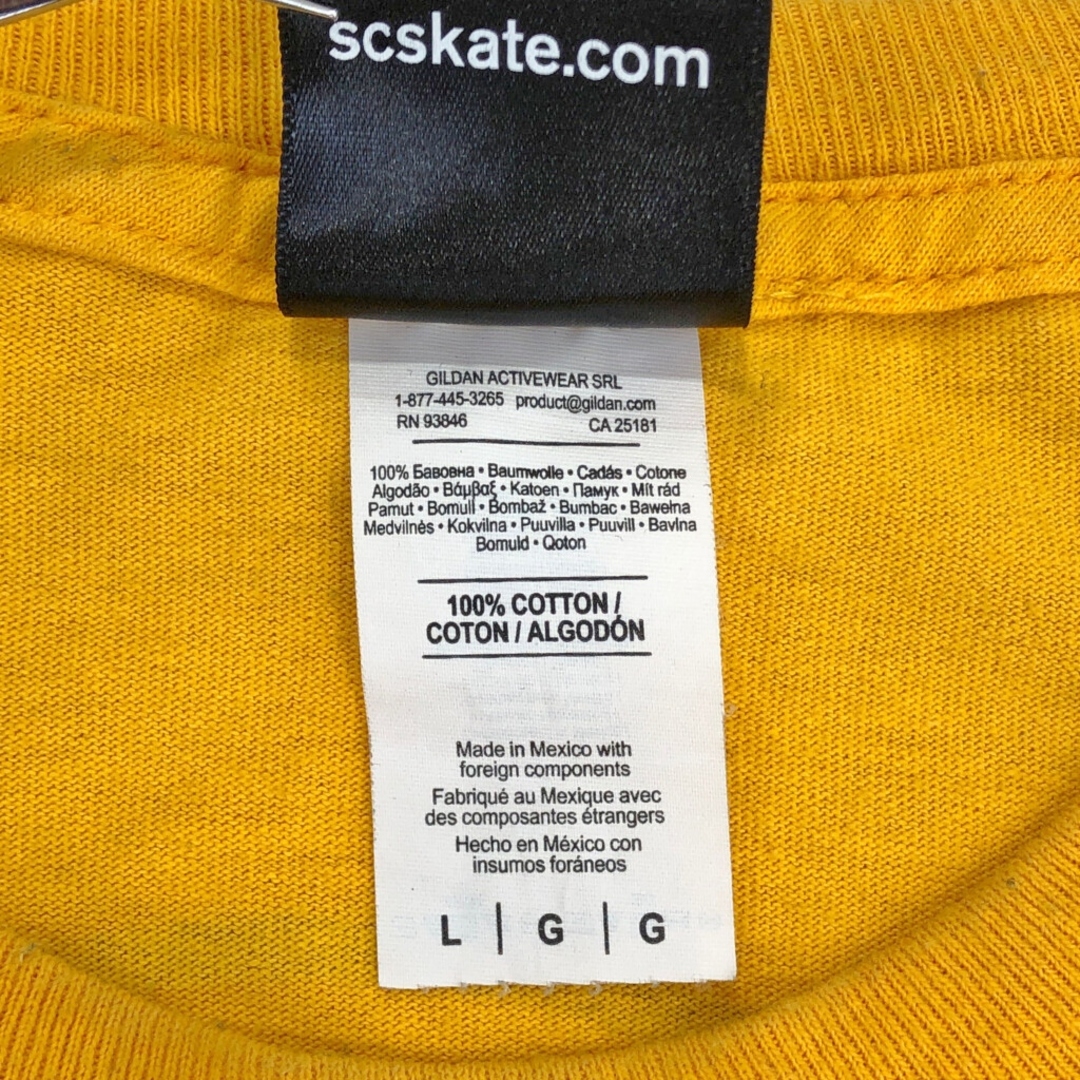 scskate.com
GILDAN ACTIVEWEAR SRL
1-877-445-3265 product@gildan.com
RN 93846 CA 25181
100% Бавовна • Baumwolle • Cadás • Cotone
Algodão • Βάμβαξ • Katoen • Памук • Mít rád
Pamut • Bomull • Bombaž • Bumbac • Bawełna
Medvilnės • Kokvilna • Puuvilla • Puuvill • Bavlna
Bomuld • Qoton
100% COTTON /
COTON / ALGODÓN
Made in Mexico with
foreign components
Fabriqué au Mexique avec
des composantes étrangers
Hecho en México con
insumos foráneos
L | G | G